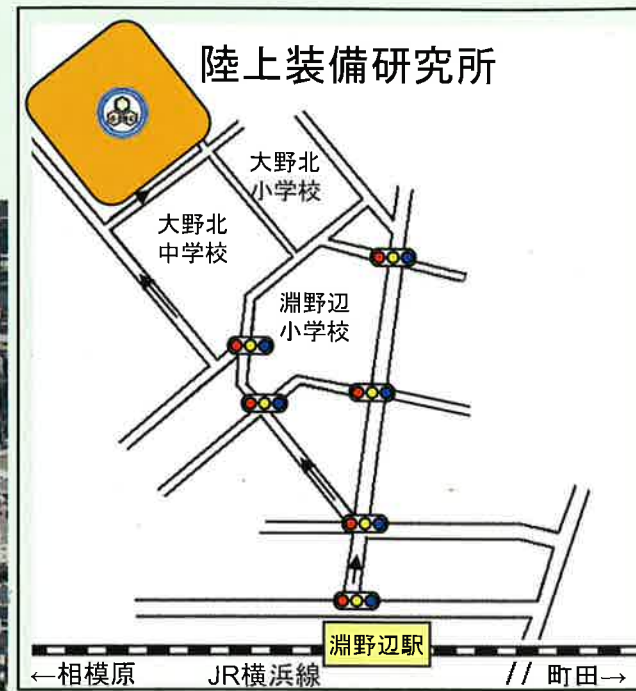 陸上装備研究所
大野北
小学校
大野北
中学校
淵野辺
小学校
淵野辺駅
←相模原
JR横浜線
町田→